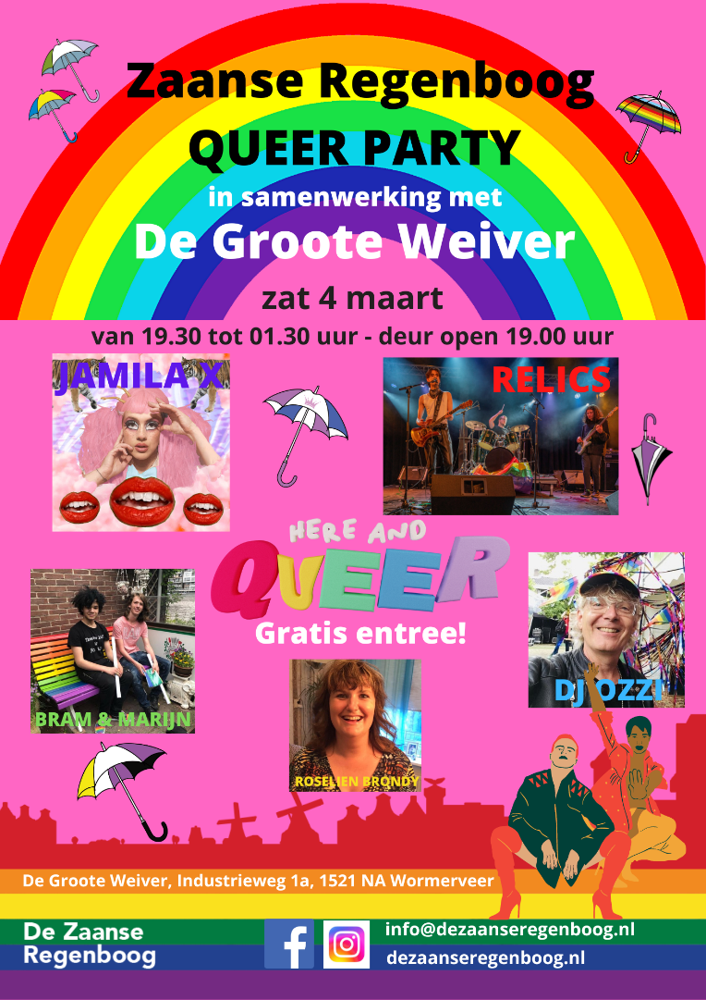 Zaanse Regenboog
QUEER PARTY
in samenwerking met
De Groote Weiver
zat 4 maart
van 19.30 tot 01.30 uur - deur open 19.00 uur
JAMILA X
RELICS
HERE AND
QUEER
Gratis entree!
BRAM & MARIJN
DJ OZZI
ROSELIEN BRONDY
De Groote Weiver, Industrieweg 1a, 1521 NA Wormerveer
De Zaanse
Regenboog
info@dezaanseregenboog.nl
dezaanseregenboog.nl